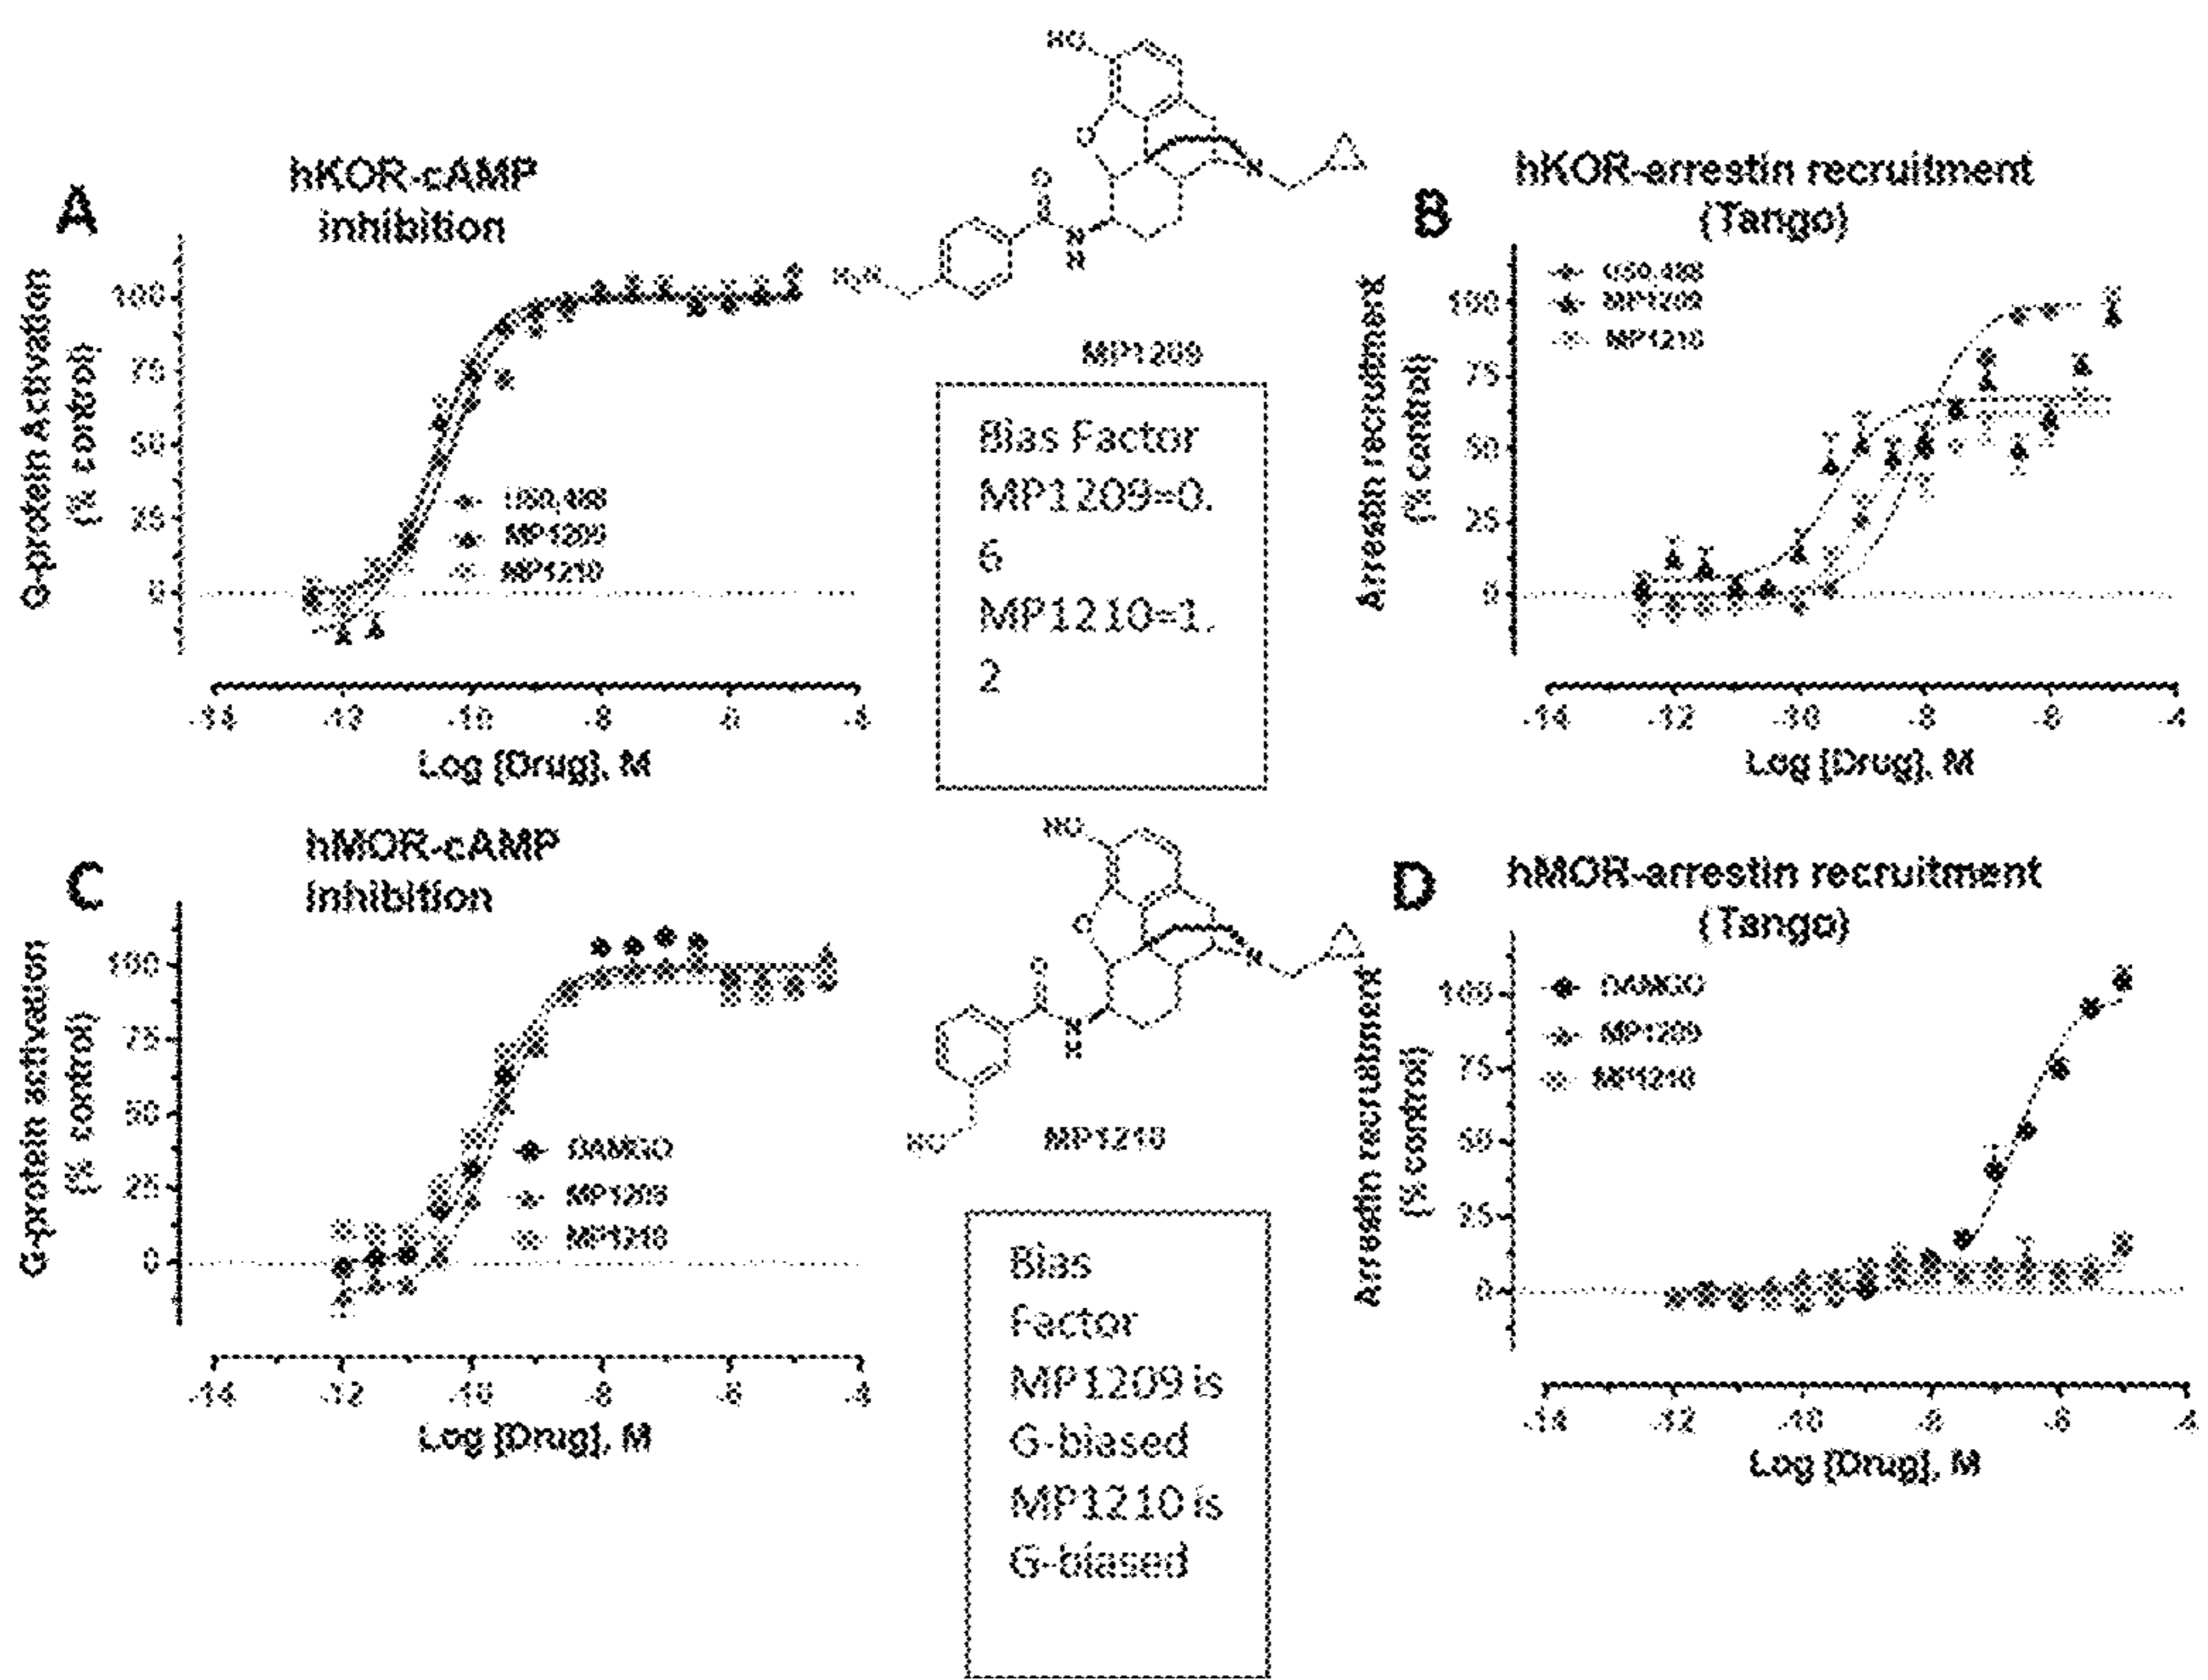 A
hKOR-cAMP
inhibition
G-protein Activation
(% control)
100
75
50
25
0
U50,488
MP1209
MP1210
-14
-12
-10
-8
-6
-4
Log [Drug], M
HO
O
N
O
N
H
H₂N
MP1209
Bias Factor
MP1209=0.
6
MP1210=1.
2
B
hKOR-arrestin recruitment
(Tango)
Arrestin recruitment
(% control)
100
75
50
25
0
U50,488
MP1209
MP1210
-14
-12
-10
-8
-6
-4
Log [Drug], M
C
hMOR-cAMP
inhibition
G-protein activation
(% control)
100
75
50
25
0
DAMGO
MP1209
MP1210
-14
-12
-10
-8
-6
-4
Log [Drug], M
HO
O
N
O
N
H
HO
MP1210
Bias
Factor
MP1209 is
G-biased
MP1210 is
G-biased
D
hMOR-arrestin recruitment
(Tango)
Arrestin recruitment
(% control)
100
75
50
25
0
DAMGO
MP1209
MP1210
-14
-12
-10
-8
-6
-4
Log [Drug], M